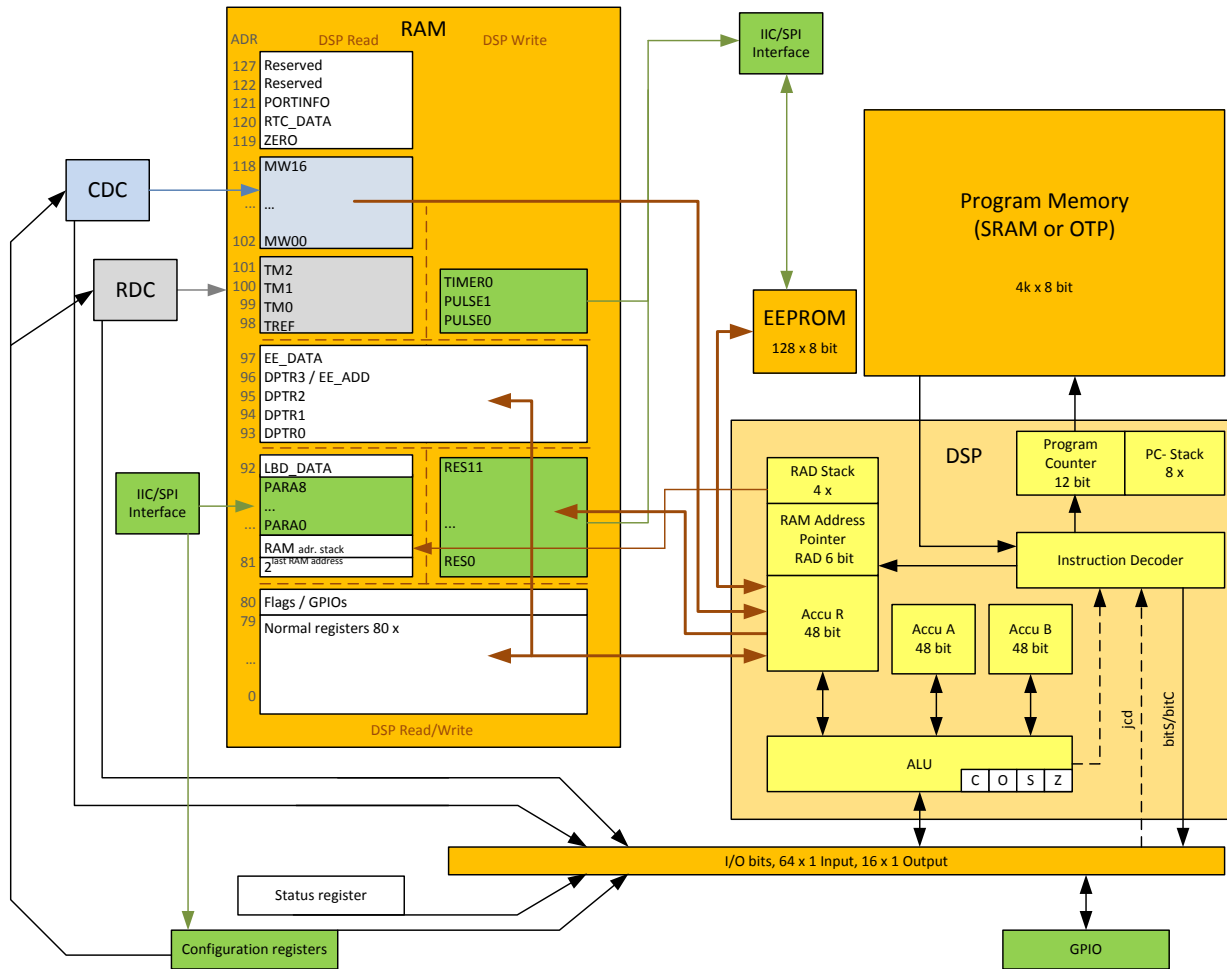 RAM
ADR
DSP Read
DSP Write
127
Reserved
122
Reserved
121
PORTINFO
120
RTC_DATA
119
ZERO
118
MW16
...
...
102
MW00
101
TM2
100
TM1
99
TM0
98
TREF
TIMER0
PULSE1
PULSE0
97
EE_DATA
96
DPTR3 / EE_ADD
95
DPTR2
94
DPTR1
93
DPTR0
92
LBD_DATA
PARA8
...
...
PARA0
RAM adr. stack
81
2last RAM address
RES11
...
RES0
80
Flags / GPIOs
79
Normal registers 80 x
...
0
DSP Read/Write
CDC
RDC
IIC/SPI
Interface
IIC/SPI
Interface
EEPROM
128 x 8 bit
Program Memory
(SRAM or OTP)
4k x 8 bit
DSP
Program
Counter
12 bit
PC- Stack
8 x
RAD Stack
4 x
RAM Address
Pointer
RAD 6 bit
Instruction Decoder
Accu R
48 bit
Accu A
48 bit
Accu B
48 bit
jcd
bitS/bitC
ALU
C O S Z
I/O bits, 64 x 1 Input, 16 x 1 Output
Status register
Configuration registers
GPIO